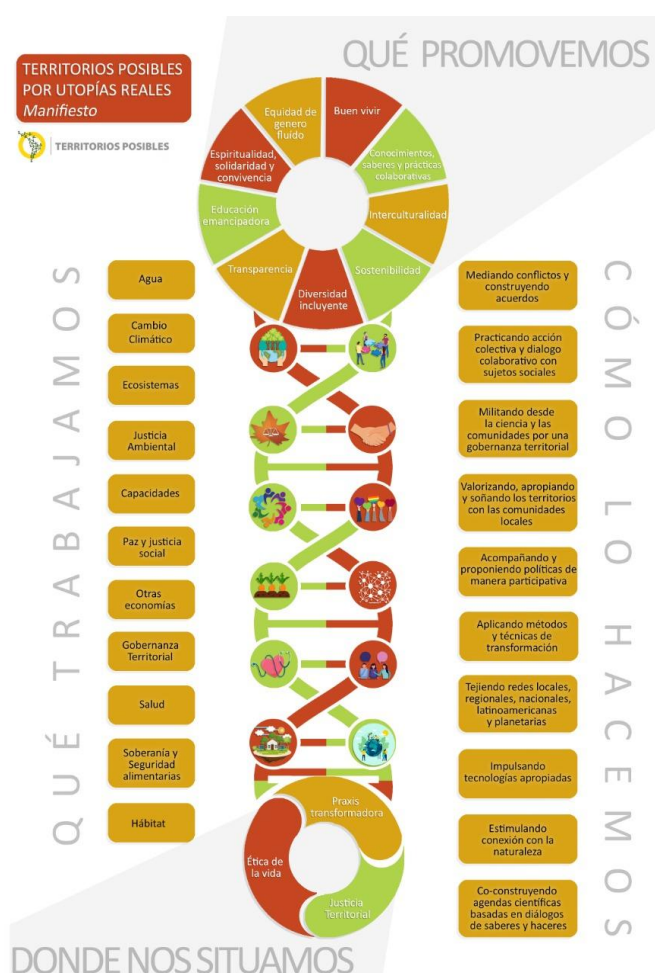 QUÉ PROMOVEMOS
TERRITORIOS POSIBLES
POR UTOPÍAS REALES
Manifiesto
TERRITORIOS POSIBLES
Equidad de
genero
fluído
Buen vivir
Conocimientos,
saberes y prácticas
colaborativas
Interculturalidad
Sostenibilidad
Diversidad
incluyente
Transparencia
Educación
emancipadora
Espiritualidad,
solidaridad y
convivencia
QUÉ TRABAJAMOS
Agua
Cambio
Climático
Ecosistemas
Justicia
Ambiental
Capacidades
Paz y justicia
social
Otras
economías
Gobernanza
Territorial
Salud
Soberanía y
Seguridad
alimentarias
Hábitat
CÓMO LO HACEMOS
Mediando conflictos y
construyendo
acuerdos
Practicando acción
colectiva y dialogo
colaborativo con
sujetos sociales
Militando desde
la ciencia y las
comunidades por una
gobernanza territorial
Valorizando, apropiando
y soñando los territorios
con las comunidades
locales
Acompañando y
proponiendo políticas de
manera participativa
Aplicando métodos
y técnicas de
transformación
Tejiendo redes locales,
regionales, nacionales,
latinoamericanas
y planetarias
Impulsando
tecnologías apropiadas
Estimulando
conexión con la
naturaleza
Co-construyendo
agendas científicas
basadas en diálogos
de saberes y haceres
Praxis
transformadora
Ética de
la vida
Justicia
Territorial
DONDE NOS SITUAMOS